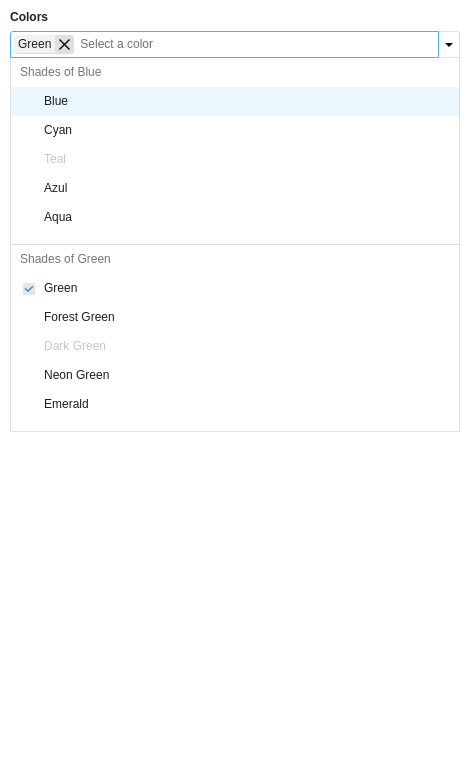 Colors
Green Select a color
Shades of Blue
Blue
Cyan
Teal
Azul
Aqua
Shades of Green
Green
Forest Green
Dark Green
Neon Green
Emerald